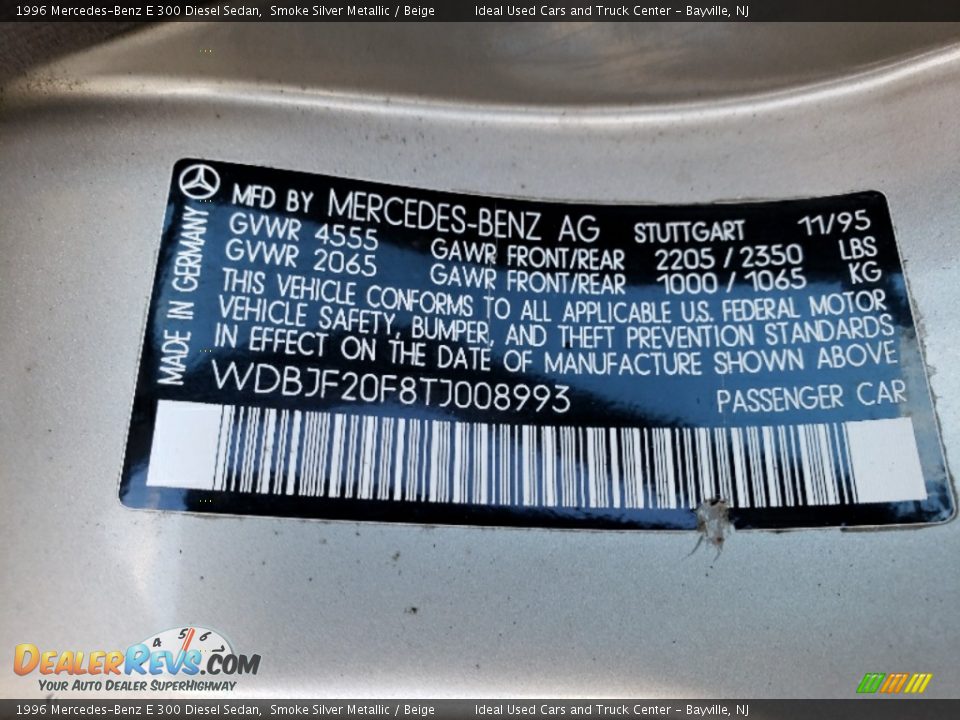 1996 Mercedes-Benz E 300 Diesel Sedan, Smoke Silver Metallic / Beige Ideal Used Cars and Truck Center - Bayville, NJ
MFD BY MERCEDES-BENZ AG STUTTGART 11/95
GVWR 4555 GAWR FRONT/REAR 2205 / 2350 LBS
GVWR 2065 GAWR FRONT/REAR 1000 / 1065 KG
THIS VEHICLE CONFORMS TO ALL APPLICABLE U.S. FEDERAL MOTOR
VEHICLE SAFETY, BUMPER, AND THEFT PREVENTION STANDARDS
IN EFFECT ON THE DATE OF MANUFACTURE SHOWN ABOVE
WDBJF20F8TJ008993 PASSENGER CAR
MADE IN GERMANY
4 5 6 7
DEALERREVS.COM
YOUR AUTO DEALER SUPERHIGHWAY
1996 Mercedes-Benz E 300 Diesel Sedan, Smoke Silver Metallic / Beige Ideal Used Cars and Truck Center - Bayville, NJ